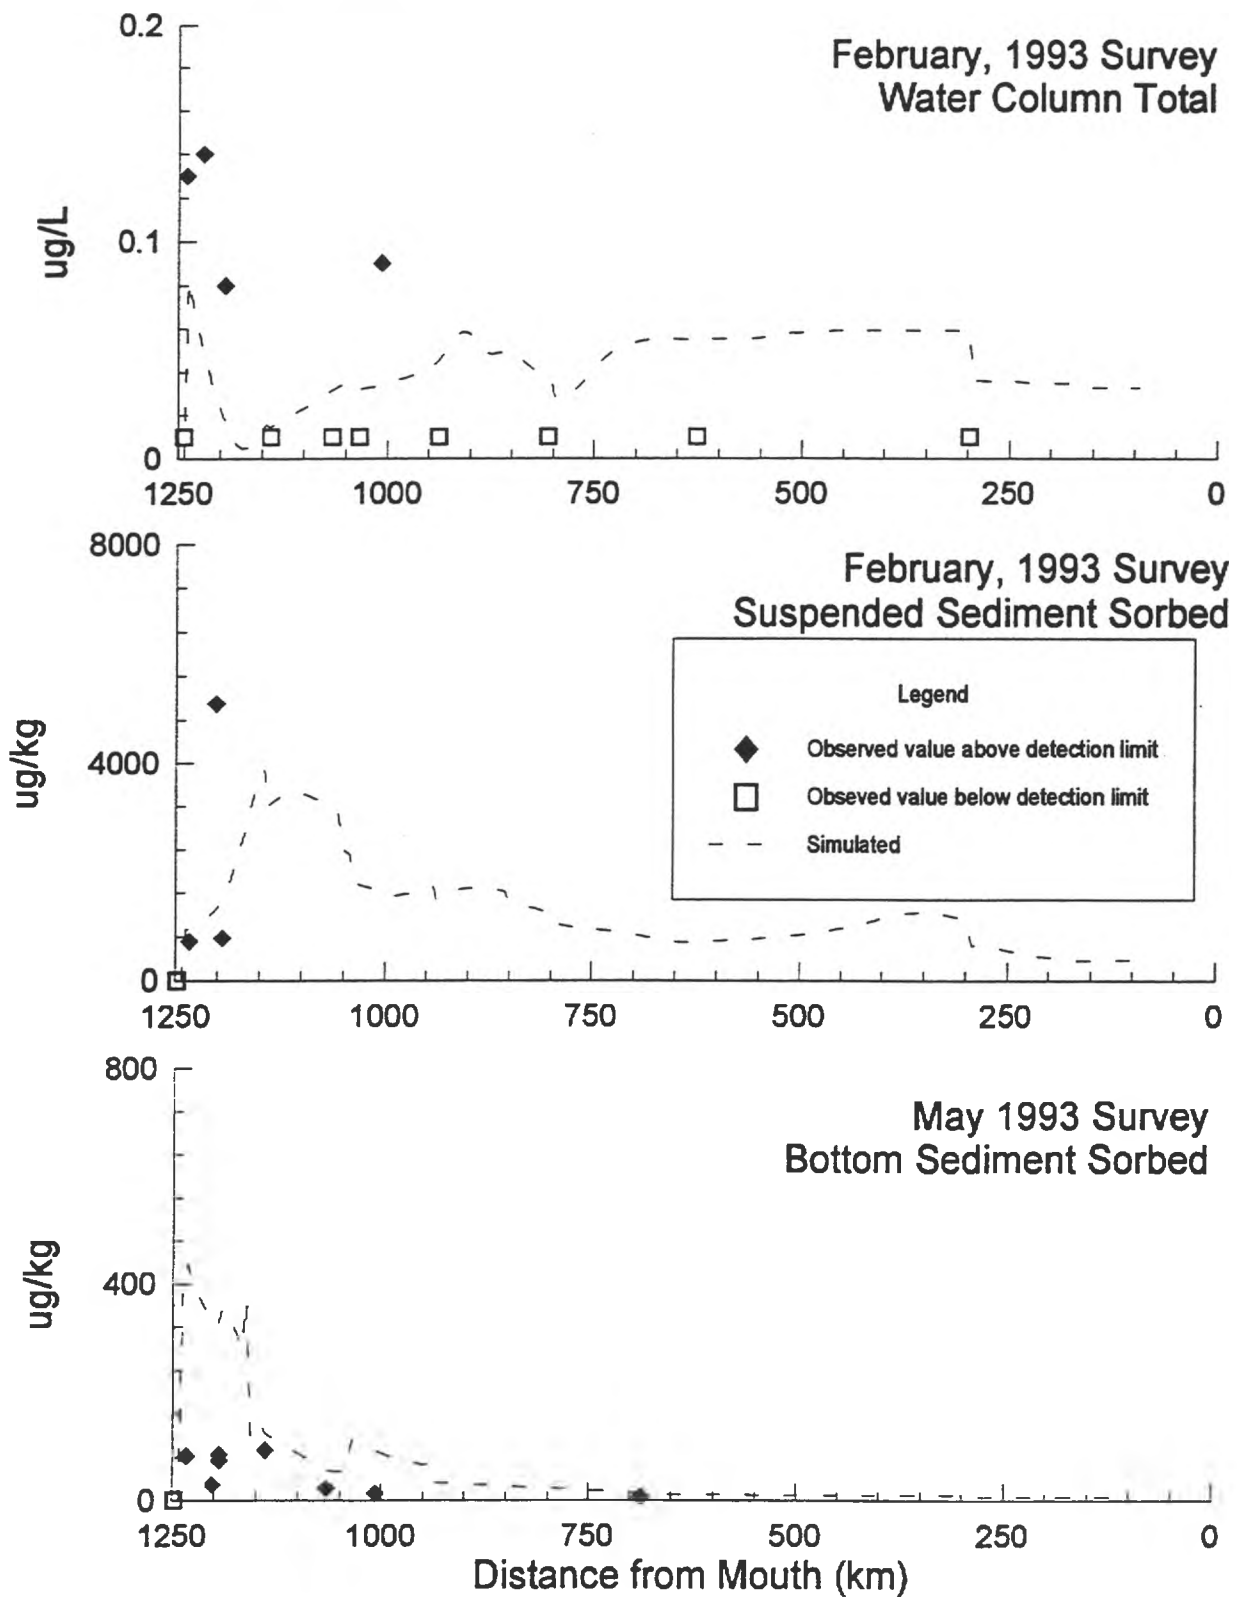 0.2
February, 1993 Survey
Water Column Total
ug/L
0.1
0
1250 1000 750 500 250 0
8000
February, 1993 Survey
Suspended Sediment Sorbed
Legend
ug/kg
4000
Observed value above detection limit
Obseved value below detection limit
Simulated
0
1250 1000 750 500 250 0
800
May 1993 Survey
Bottom Sediment Sorbed
ug/kg
400
0
1250 1000 750 500 250 0
Distance from Mouth (km)